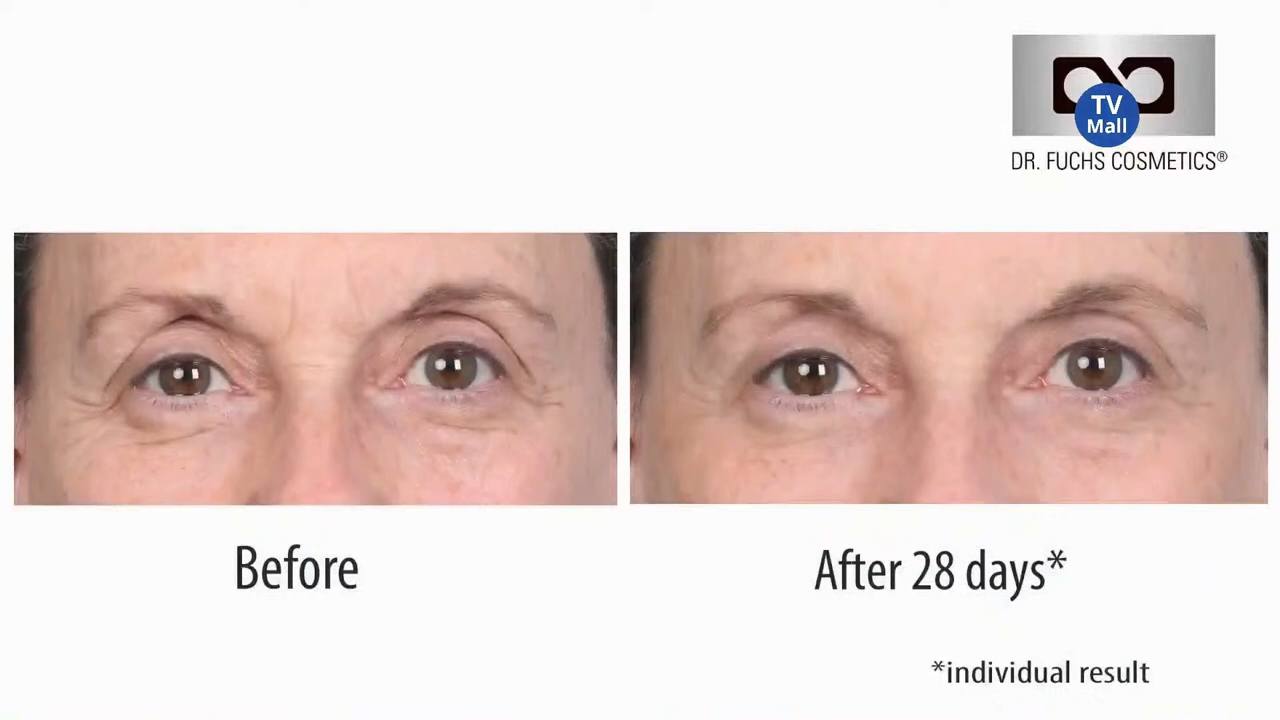 TV
Mall
DR. FUCHS COSMETICS®
Before
After 28 days*
*individual result